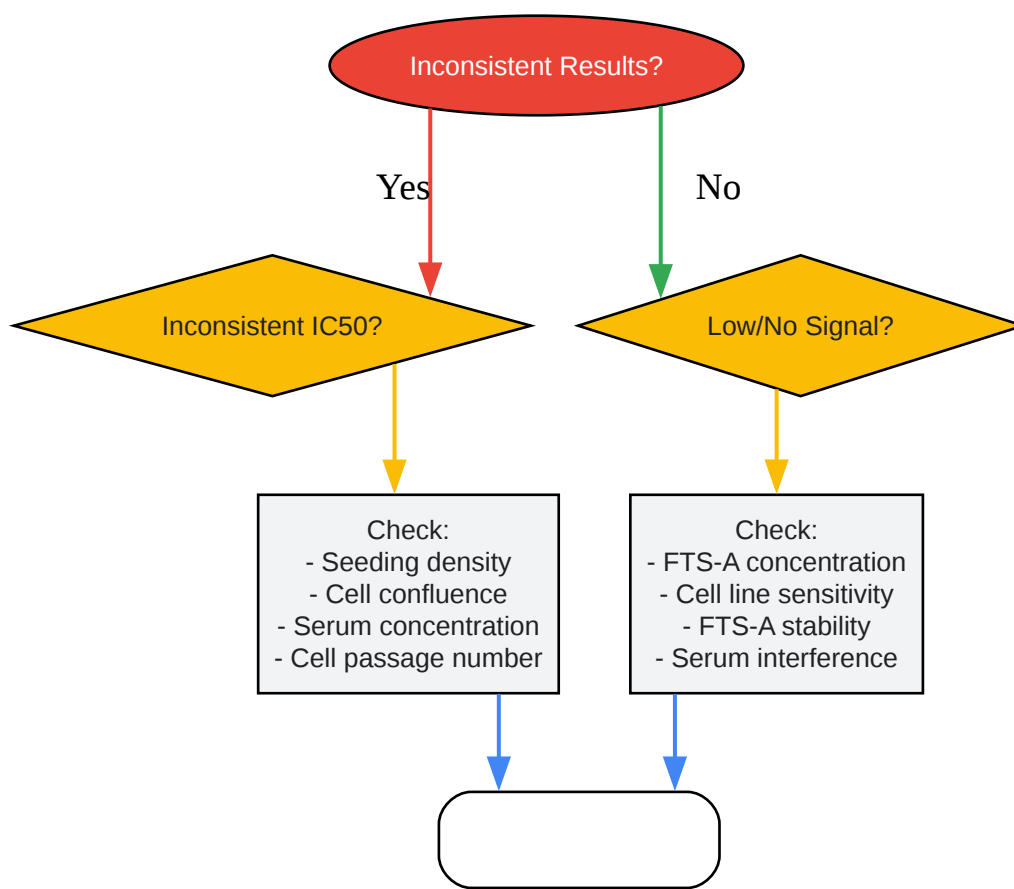 Inconsistent Results?
Yes
No
Inconsistent IC50?
Low/No Signal?
Check:
- Seeding density
- Cell confluence
- Serum concentration
- Cell passage number
Check:
- FTS-A concentration
- Cell line sensitivity
- FTS-A stability
- Serum interference